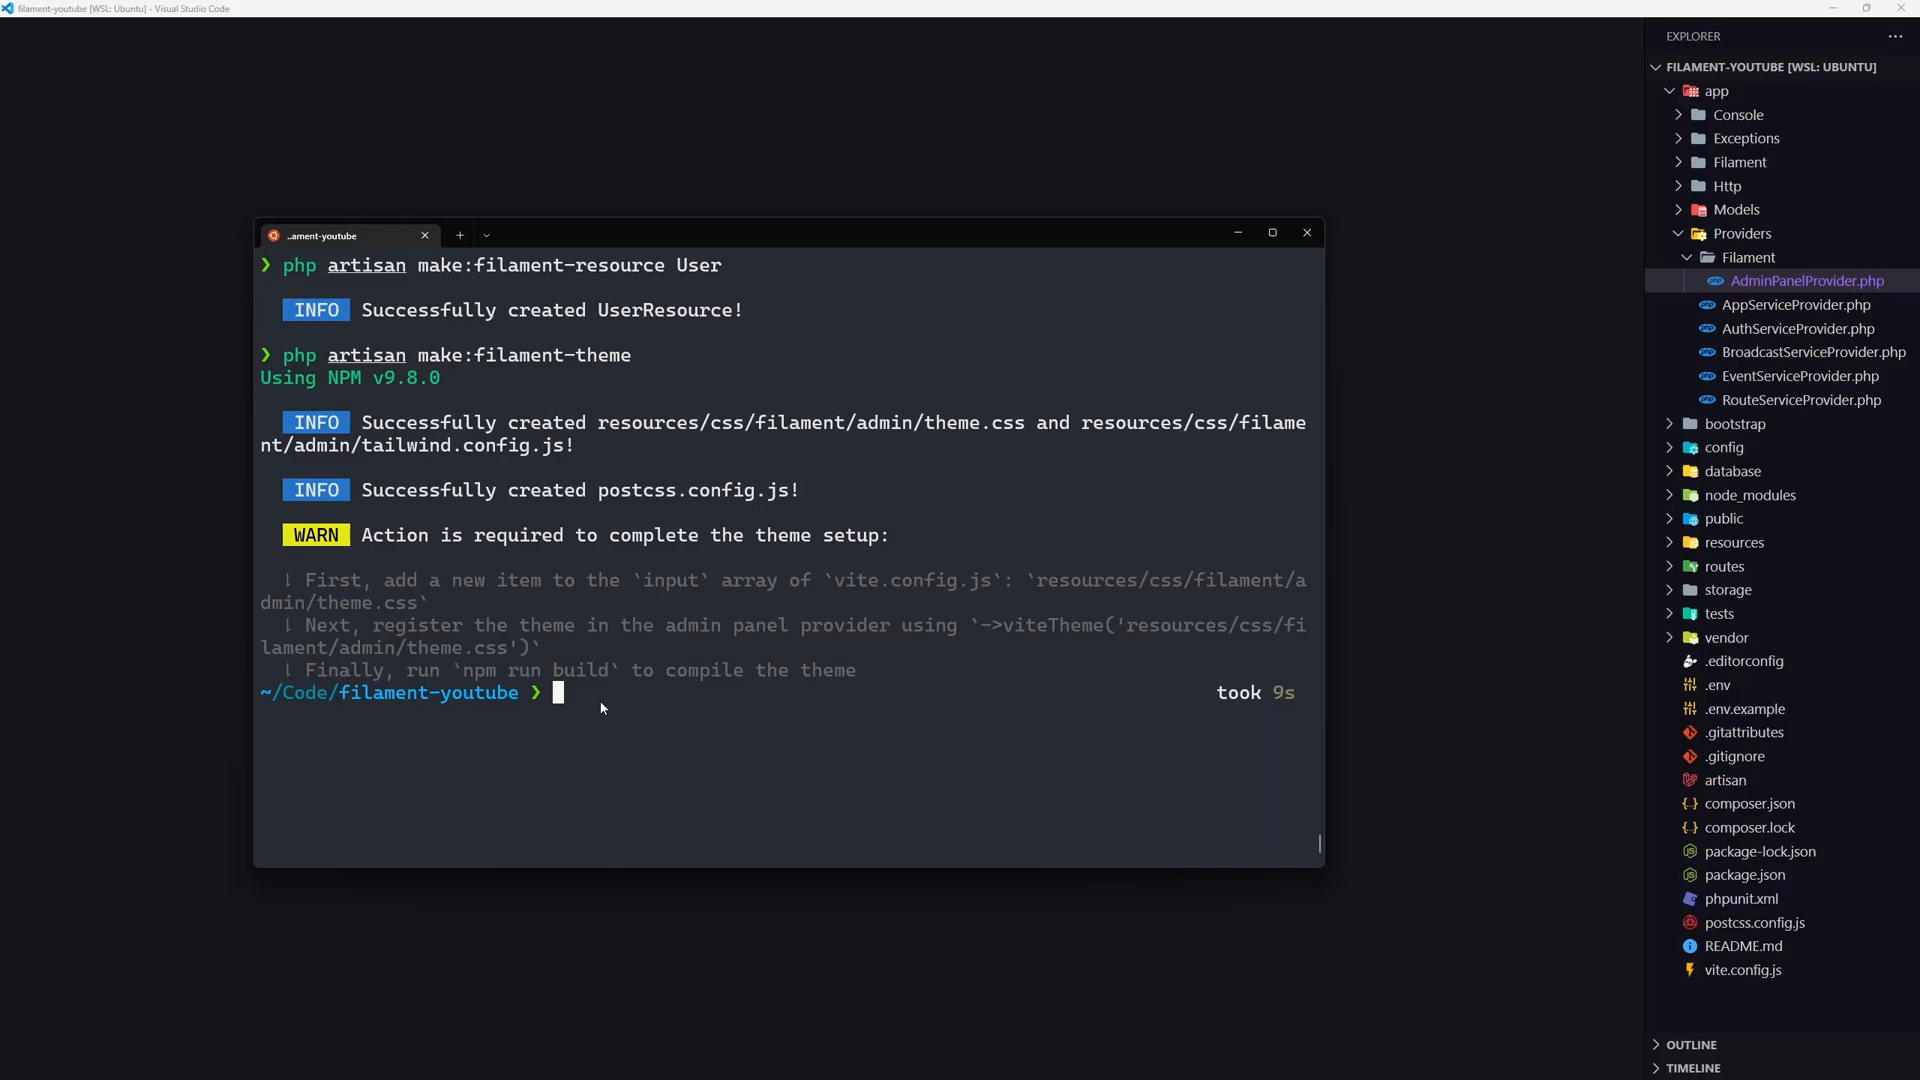 filament-youtube [WSL: Ubuntu] - Visual Studio Code
..ament-youtube
❯ php artisan make:filament-resource User
INFO Successfully created UserResource!
❯ php artisan make:filament-theme
Using NPM v9.8.0
INFO Successfully created resources/css/filament/admin/theme.css and resources/css/filame
nt/admin/tailwind.config.js!
INFO Successfully created postcss.config.js!
WARN Action is required to complete the theme setup:
⇂ First, add a new item to the `input` array of `vite.config.js`: `resources/css/filament/a
dmin/theme.css`
⇂ Next, register the theme in the admin panel provider using `->viteTheme('resources/css/fi
lament/admin/theme.css')`
⇂ Finally, run `npm run build` to compile the theme
~/Code/filament-youtube ❯ took 9s
EXPLORER
FILAMENT-YOUTUBE [WSL: UBUNTU]
app
Console
Exceptions
Filament
Http
Models
Providers
Filament
php AdminPanelProvider.php
php AppServiceProvider.php
php AuthServiceProvider.php
php BroadcastServiceProvider.php
php EventServiceProvider.php
php RouteServiceProvider.php
bootstrap
config
database
node_modules
public
resources
routes
storage
tests
vendor
.editorconfig
.env
.env.example
.gitattributes
.gitignore
artisan
composer.json
composer.lock
package-lock.json
package.json
phpunit.xml
postcss.config.js
README.md
vite.config.js
OUTLINE
TIMELINE